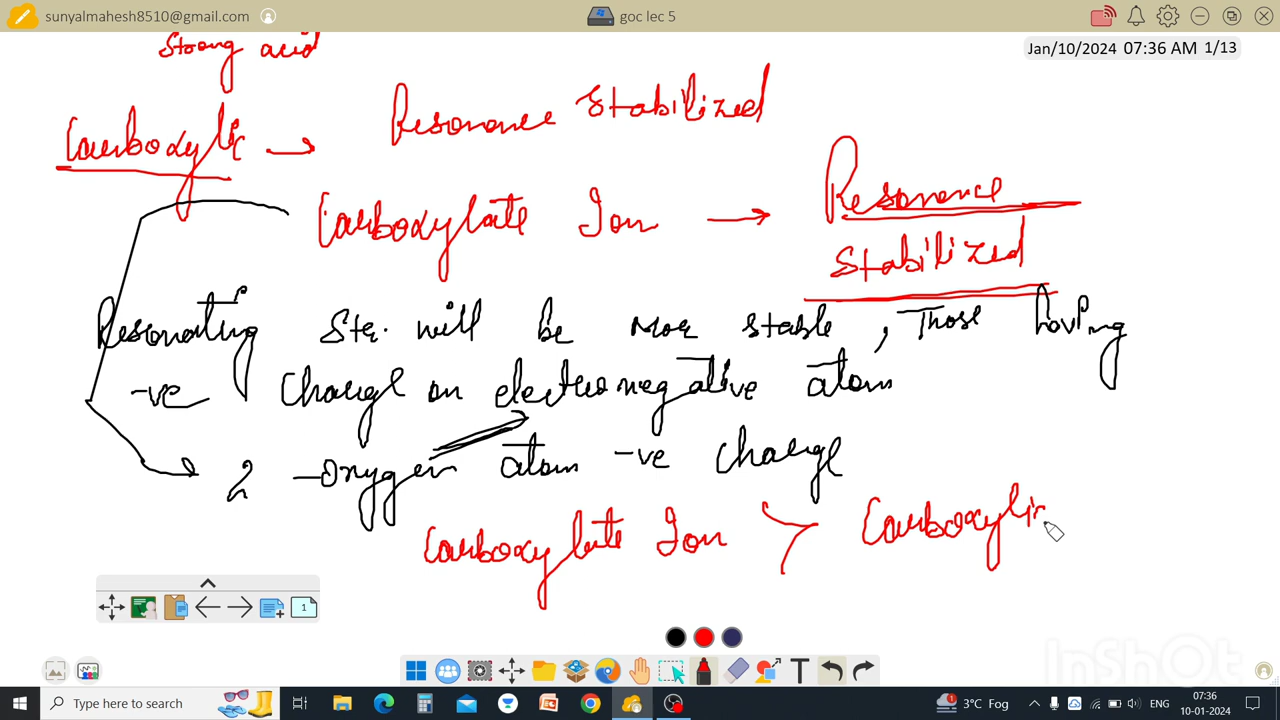 sunyalmahesh8510@gmail.com
goc lec 5
Jan/10/2024 07:36 AM 1/13
Strong acid
Carboxylic → Resonance Stabilized
Carboxylate Ion → Resonance
Stabilized
Resonating Str. will be More stable , Those having
-ve Charge on electronegative atom
2 -Oxygen atom -ve Charge
Carboxylate Ion > Carboxylic
1
InShOt
Type here to search
3°C Fog
ENG
07:36
10-01-2024